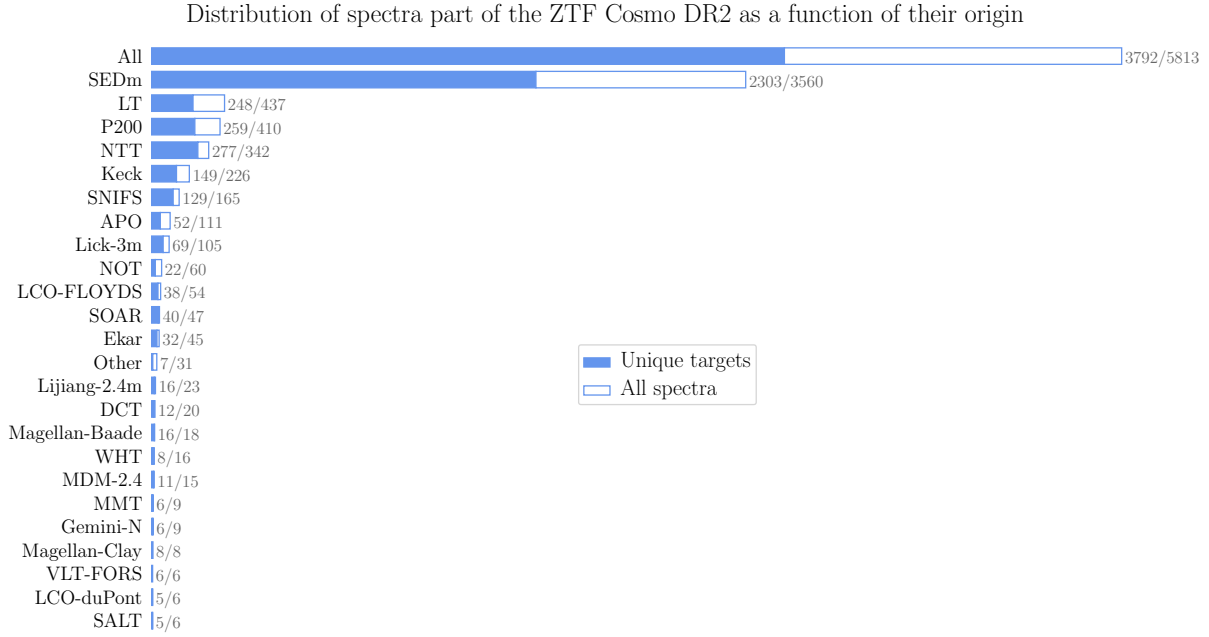 Distribution of spectra part of the ZTF Cosmo DR2 as a function of their origin
All 3792/5813
SEDm 2303/3560
LT 248/437
P200 259/410
NTT 277/342
Keck 149/226
SNIFS 129/165
APO 52/111
Lick-3m 69/105
NOT 22/60
LCO-FLOYDS 38/54
SOAR 40/47
Ekar 32/45
Other 7/31
Lijiang-2.4m 16/23
DCT 12/20
Magellan-Baade 16/18
WHT 8/16
MDM-2.4 11/15
MMT 6/9
Gemini-N 6/9
Magellan-Clay 8/8
VLT-FORS 6/6
LCO-duPont 5/6
SALT 5/6
Unique targets
All spectra